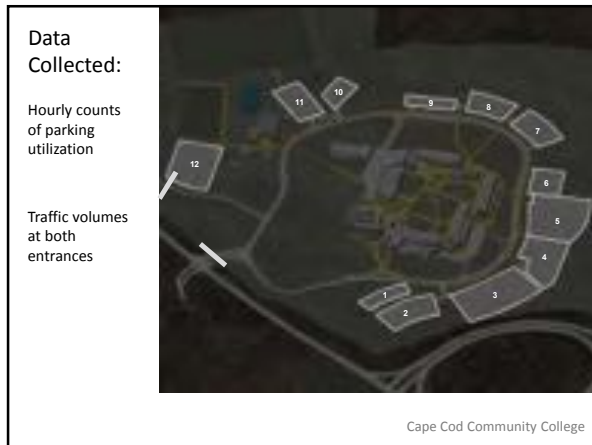 Data
Collected:
Hourly counts
of parking
utilization
Traffic volumes
at both
entrances
11
10
9
8
7
12
6
5
4
1
3
2
Cape Cod Community College